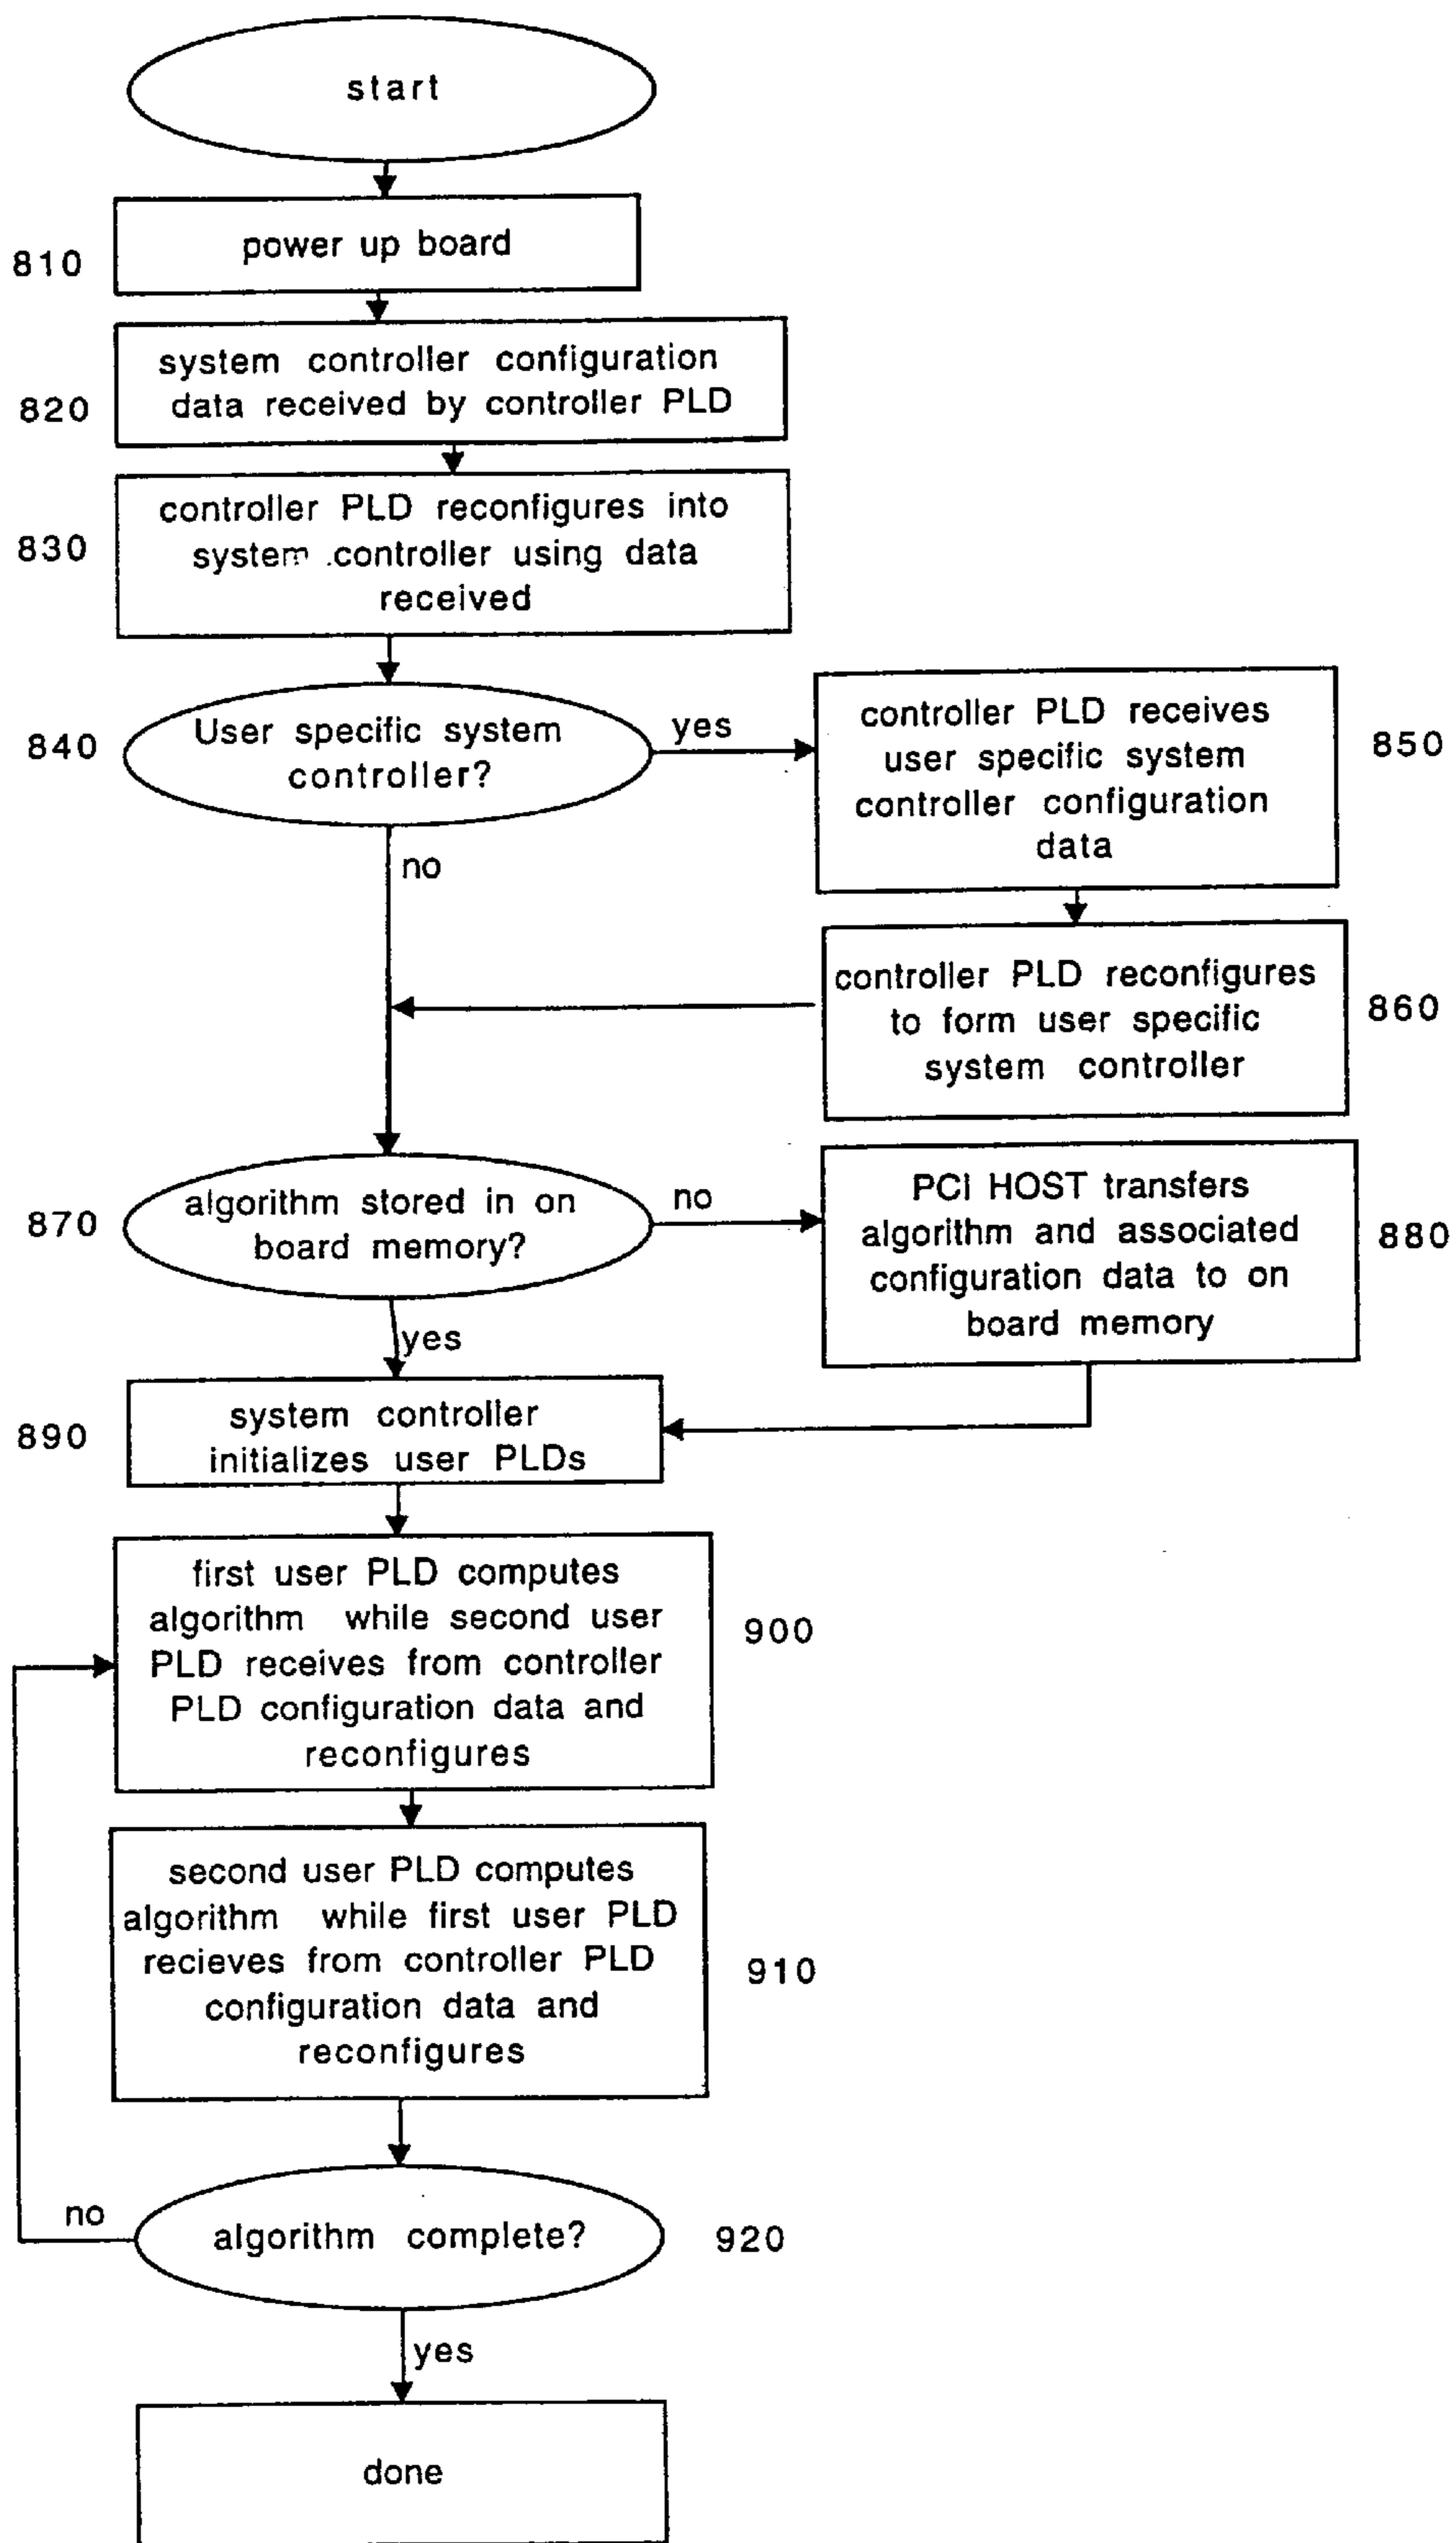 start
810
power up board
820
system controller configuration
data received by controller PLD
830
controller PLD reconfigures into
system controller using data
received
840
User specific system
controller?
yes
no
850
controller PLD receives
user specific system
controller configuration
data
860
controller PLD reconfigures
to form user specific
system controller
870
algorithm stored in on
board memory?
no
yes
880
PCI HOST transfers
algorithm and associated
configuration data to on
board memory
890
system controller
initializes user PLDs
900
first user PLD computes
algorithm while second user
PLD receives from controller
PLD configuration data and
reconfigures
910
second user PLD computes
algorithm while first user PLD
recieves from controller PLD
configuration data and
reconfigures
no
algorithm complete?
920
yes
done